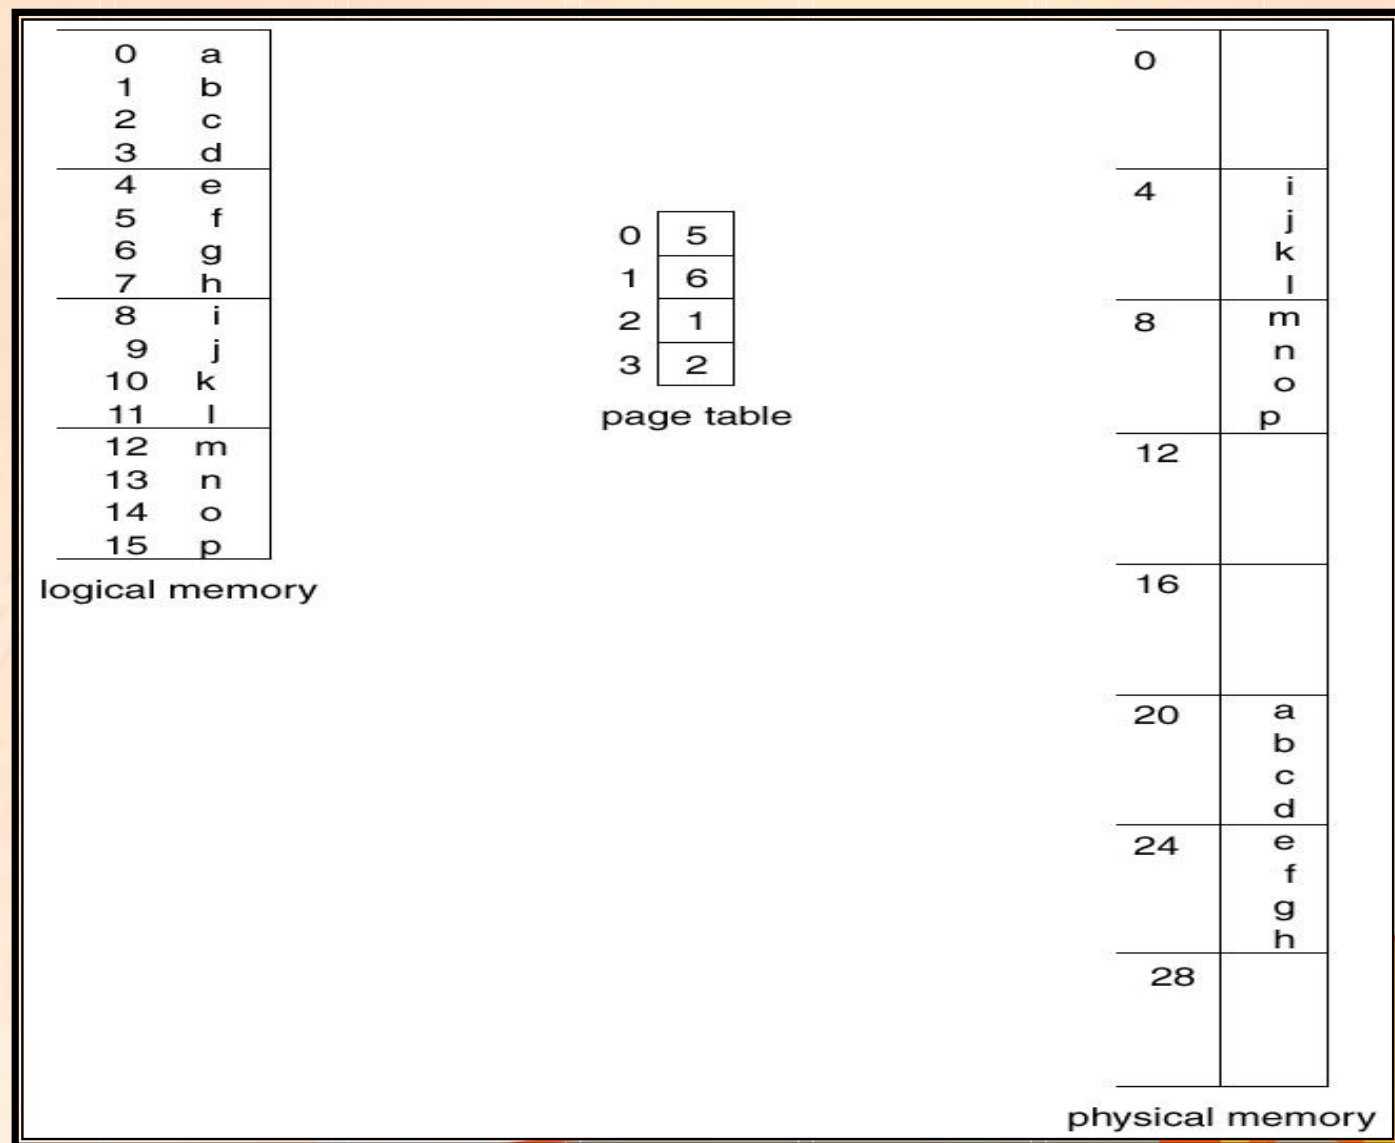 0 a
1 b
2 c
3 d
4 e
5 f
6 g
7 h
8 i
9 j
10 k
11 l
12 m
13 n
14 o
15 p
logical memory
0 5
1 6
2 1
3 2
page table
0
4 i
j
k
l
8 m
n
o
p
12
16
20 a
b
c
d
24 e
f
g
h
28
physical memory